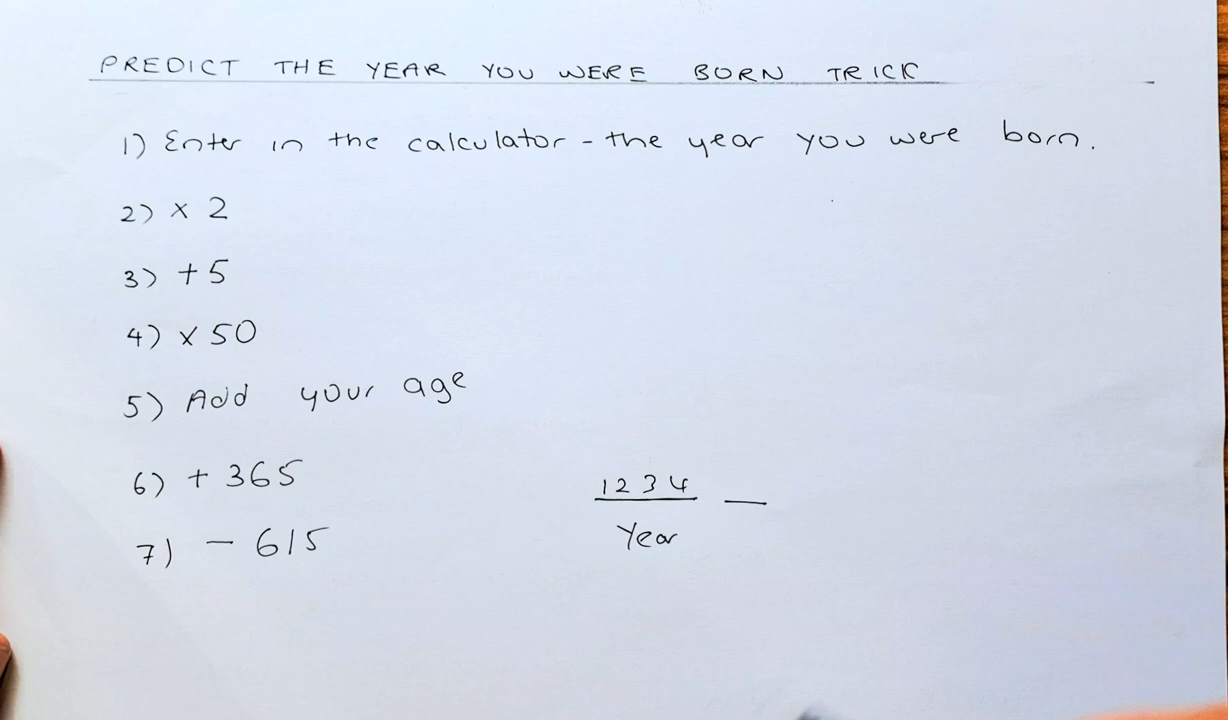 PREDICT THE YEAR YOU WERE BORN TRICK
1) Enter in the calculator - the year you were born.
2) x 2
3) + 5
4) x 50
5) Add your age
6) + 365
7) - 615
1234 _
Year